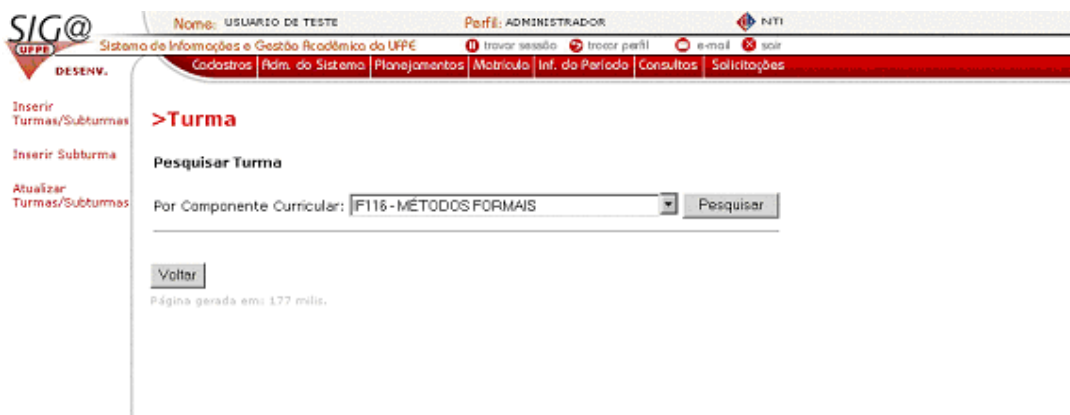 SIG@
UFPE
DESENV.
Nome: USUARIO DE TESTE Perfil: ADMINISTRADOR NTI
Sistema de Informações e Gestão Acadêmica da UFPE travar sessão trocar perfil e-mail sair
Cadastros Adm. do Sistema Planejamentos Matrícula Inf. do Período Consultas Solicitações
Inserir
Turmas/Subturmas
Inserir Subturma
Atualizar
Turmas/Subturmas
>Turma
Pesquisar Turma
Por Componente Curricular: IF116 - MÉTODOS FORMAIS Pesquisar
Voltar
Página gerada em: 177 milis.